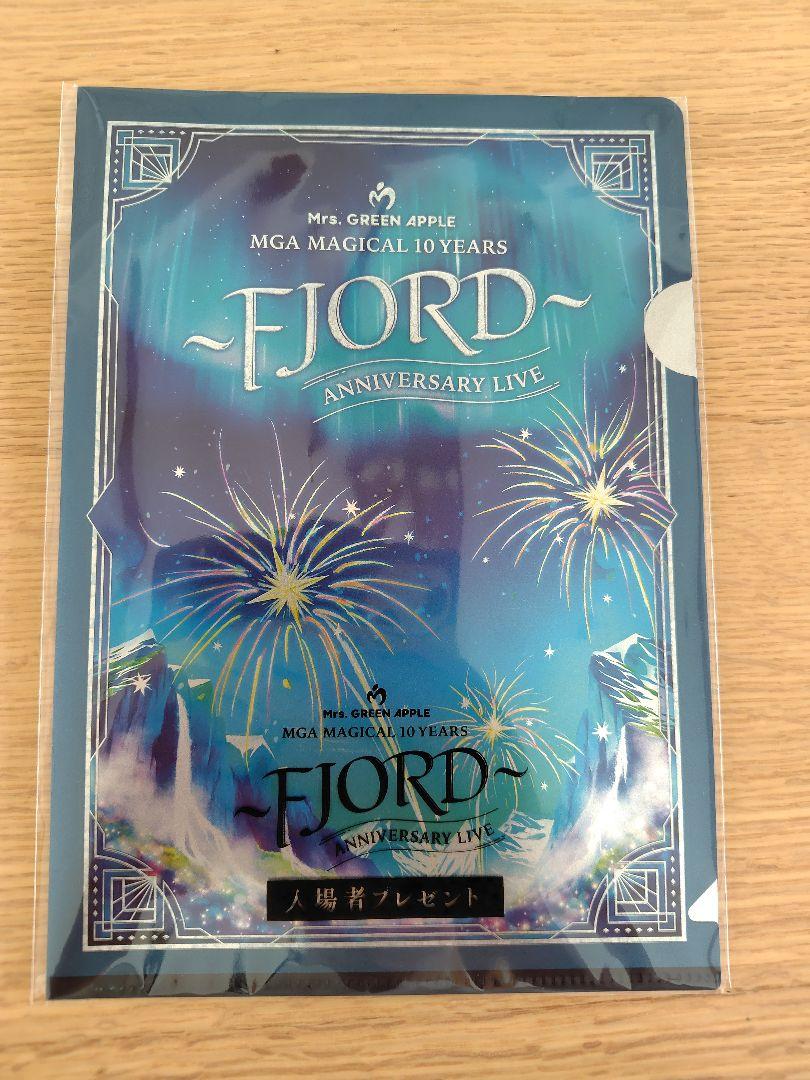 Mrs. GREEN APPLE
MGA MAGICAL 10 YEARS
~FJORD~
ANNIVERSARY LIVE
Mrs. GREEN APPLE
MGA MAGICAL 10 YEARS
~FJORD~
ANNIVERSARY LIVE
入場者プレゼント